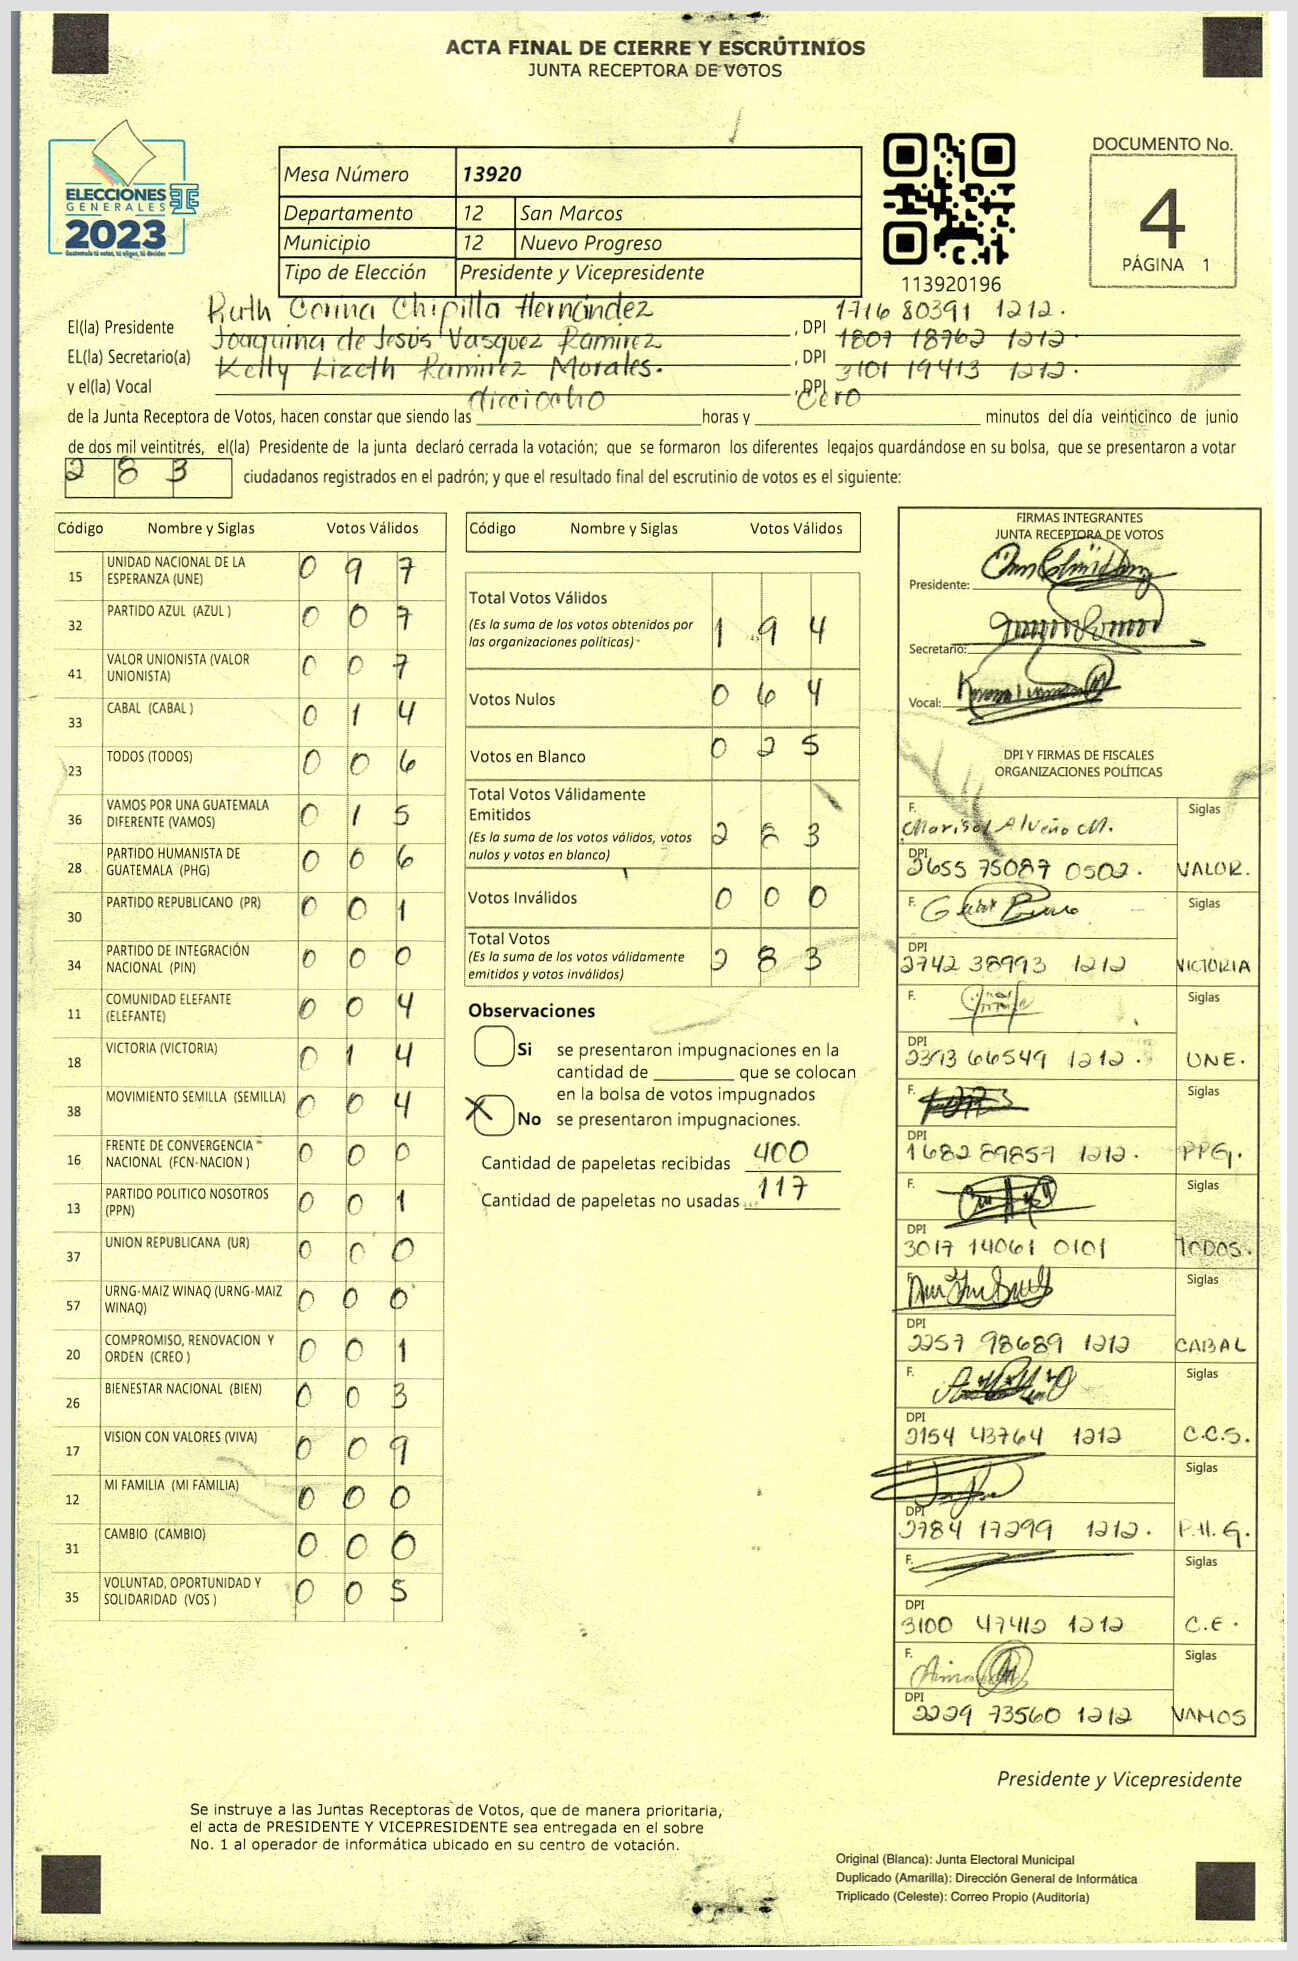 ACTA FINAL DE CIERRE Y ESCRÚTINIOS
JUNTA RECEPTORA DE VOTOS
ELECCIONES
GENERALES
2023
Guatemala tú votas, tú eliges, tú decides
Mesa Número 13920
Departamento 12 San Marcos
Municipio 12 Nuevo Progreso
Tipo de Elección Presidente y Vicepresidente
113920196
DOCUMENTO No.
4
PÁGINA 1
El(la) Presidente Ruth Corina Chipilla Hernández , DPI 1716 80391 1212.
EL(la) Secretario(a) Joaquina de Jesús Vasquez Ramirez , DPI 1807 18762 1212.
y el(la) Vocal Kelly Lizeth Ramirez Morales. , DPI 3101 19413 1212.
de la Junta Receptora de Votos, hacen constar que siendo las dieciocho horas y Cero minutos del día veinticinco de junio
de dos mil veintitrés, el(la) Presidente de la junta declaró cerrada la votación; que se formaron los diferentes legajos guardándose en su bolsa, que se presentaron a votar
283 ciudadanos registrados en el padrón; y que el resultado final del escrutinio de votos es el siguiente:
Código Nombre y Siglas Votos Válidos
15 UNIDAD NACIONAL DE LA ESPERANZA (UNE) 0 9 7
32 PARTIDO AZUL (AZUL ) 0 0 7
41 VALOR UNIONISTA (VALOR UNIONISTA) 0 0 7
33 CABAL (CABAL ) 0 1 4
23 TODOS (TODOS) 0 0 6
36 VAMOS POR UNA GUATEMALA DIFERENTE (VAMOS) 0 1 5
28 PARTIDO HUMANISTA DE GUATEMALA (PHG) 0 0 6
30 PARTIDO REPUBLICANO (PR) 0 0 1
34 PARTIDO DE INTEGRACIÓN NACIONAL (PIN) 0 0 0
11 COMUNIDAD ELEFANTE (ELEFANTE) 0 0 4
18 VICTORIA (VICTORIA) 0 1 4
38 MOVIMIENTO SEMILLA (SEMILLA) 0 0 4
16 FRENTE DE CONVERGENCIA NACIONAL (FCN-NACION ) 0 0 0
13 PARTIDO POLITICO NOSOTROS (PPN) 0 0 1
37 UNION REPUBLICANA (UR) 0 0 0
57 URNG-MAIZ WINAQ (URNG-MAIZ WINAQ) 0 0 0
20 COMPROMISO, RENOVACION Y ORDEN (CREO ) 0 0 1
26 BIENESTAR NACIONAL (BIEN) 0 0 3
17 VISION CON VALORES (VIVA) 0 0 9
12 MI FAMILIA (MI FAMILIA) 0 0 0
31 CAMBIO (CAMBIO) 0 0 0
35 VOLUNTAD, OPORTUNIDAD Y SOLIDARIDAD (VOS ) 0 0 5
Código Nombre y Siglas Votos Válidos
Total Votos Válidos
(Es la suma de los votos obtenidos por
las organizaciones políticas) 1 9 4
Votos Nulos 0 6 4
Votos en Blanco 0 2 5
Total Votos Válidamente
Emitidos
(Es la suma de los votos válidos, votos
nulos y votos en blanco) 2 8 3
Votos Inválidos 0 0 0
Total Votos
(Es la suma de los votos válidamente
emitidos y votos inválidos) 2 8 3
Observaciones
Si se presentaron impugnaciones en la
cantidad de ________ que se colocan
en la bolsa de votos impugnados
X No se presentaron impugnaciones.
Cantidad de papeletas recibidas 400
Cantidad de papeletas no usadas 117
FIRMAS INTEGRANTES
JUNTA RECEPTORA DE VOTOS
Presidente:
Secretario:
Vocal:
DPI Y FIRMAS DE FISCALES
ORGANIZACIONES POLÍTICAS
F. Marisol Alveño M. Siglas
DPI 2655 75087 0502. VALOR.
F. Siglas
DPI 2742 38993 1212 VICTORIA
F. Siglas
DPI 2393 66549 1212. UNE.
F. Siglas
DPI 1682 89857 1212. PPG.
F. Siglas
DPI 3017 14061 0101 TODOS.
F. Siglas
DPI 2257 98689 1212 CABAL
F. Siglas
DPI 2154 43764 1212 C.C.S.
F. Siglas
DPI 2784 17299 1212. P.H.G.
F. Siglas
DPI 3100 47412 1212 C.E.
F. Siglas
DPI 2229 73560 1212 VAMOS
Presidente y Vicepresidente
Se instruye a las Juntas Receptoras de Votos, que de manera prioritaria,
el acta de PRESIDENTE Y VICEPRESIDENTE sea entregada en el sobre
No. 1 al operador de informática ubicado en su centro de votación.
Original (Blanca): Junta Electoral Municipal
Duplicado (Amarilla): Dirección General de Informática
Triplicado (Celeste): Correo Propio (Auditoría)